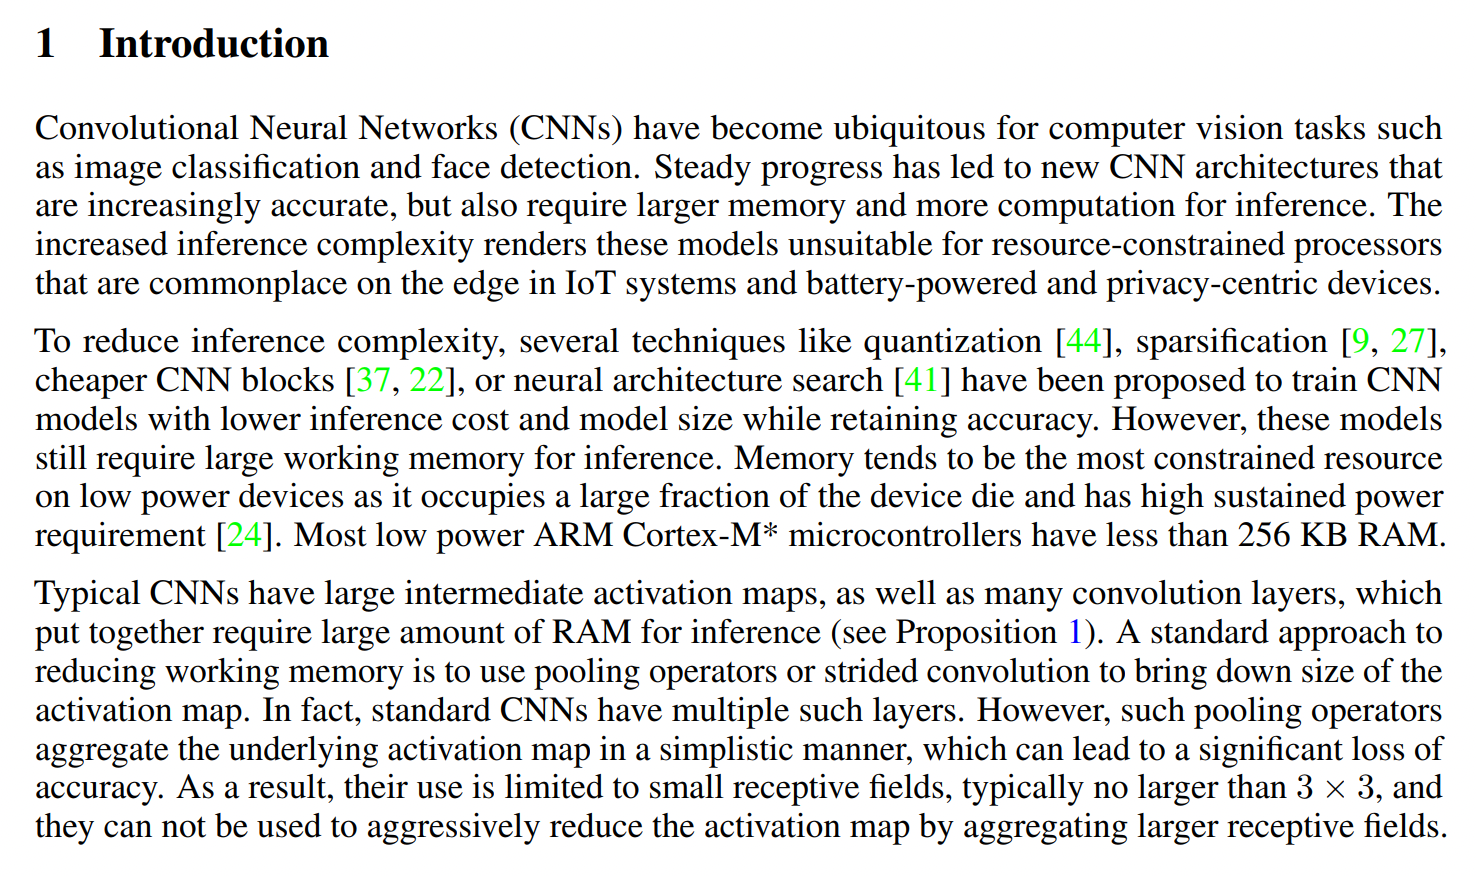 1 Introduction
Convolutional Neural Networks (CNNs) have become ubiquitous for computer vision tasks such
as image classification and face detection. Steady progress has led to new CNN architectures that
are increasingly accurate, but also require larger memory and more computation for inference. The
increased inference complexity renders these models unsuitable for resource-constrained processors
that are commonplace on the edge in IoT systems and battery-powered and privacy-centric devices.
To reduce inference complexity, several techniques like quantization [44], sparsification [9, 27],
cheaper CNN blocks [37, 22], or neural architecture search [41] have been proposed to train CNN
models with lower inference cost and model size while retaining accuracy. However, these models
still require large working memory for inference. Memory tends to be the most constrained resource
on low power devices as it occupies a large fraction of the device die and has high sustained power
requirement [24]. Most low power ARM Cortex-M* microcontrollers have less than 256 KB RAM.
Typical CNNs have large intermediate activation maps, as well as many convolution layers, which
put together require large amount of RAM for inference (see Proposition 1). A standard approach to
reducing working memory is to use pooling operators or strided convolution to bring down size of the
activation map. In fact, standard CNNs have multiple such layers. However, such pooling operators
aggregate the underlying activation map in a simplistic manner, which can lead to a significant loss of
accuracy. As a result, their use is limited to small receptive fields, typically no larger than 3 × 3, and
they can not be used to aggressively reduce the activation map by aggregating larger receptive fields.